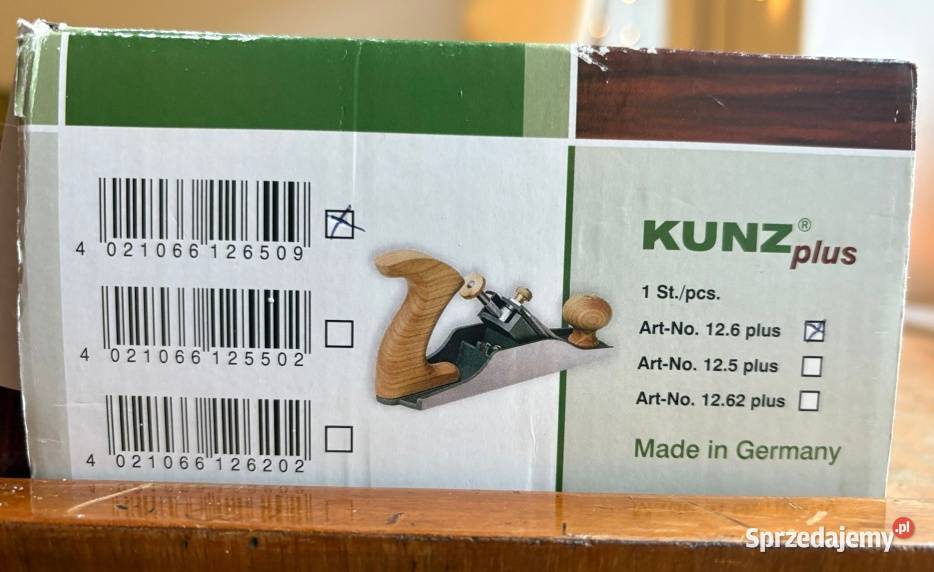 4 021066 126509
4 021066 125502
4 021066 126202
KUNZ® plus
1 St./pcs.
Art-No. 12.6 plus
Art-No. 12.5 plus
Art-No. 12.62 plus
Made in Germany
Sprzedajemy.pl